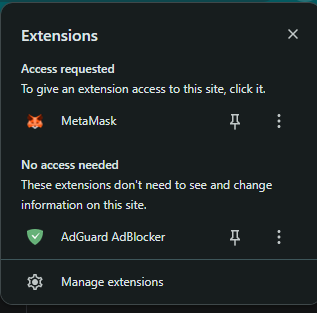 Extensions
Access requested
To give an extension access to this site, click it.
MetaMask
No access needed
These extensions don't need to see and change
information on this site.
AdGuard AdBlocker
Manage extensions